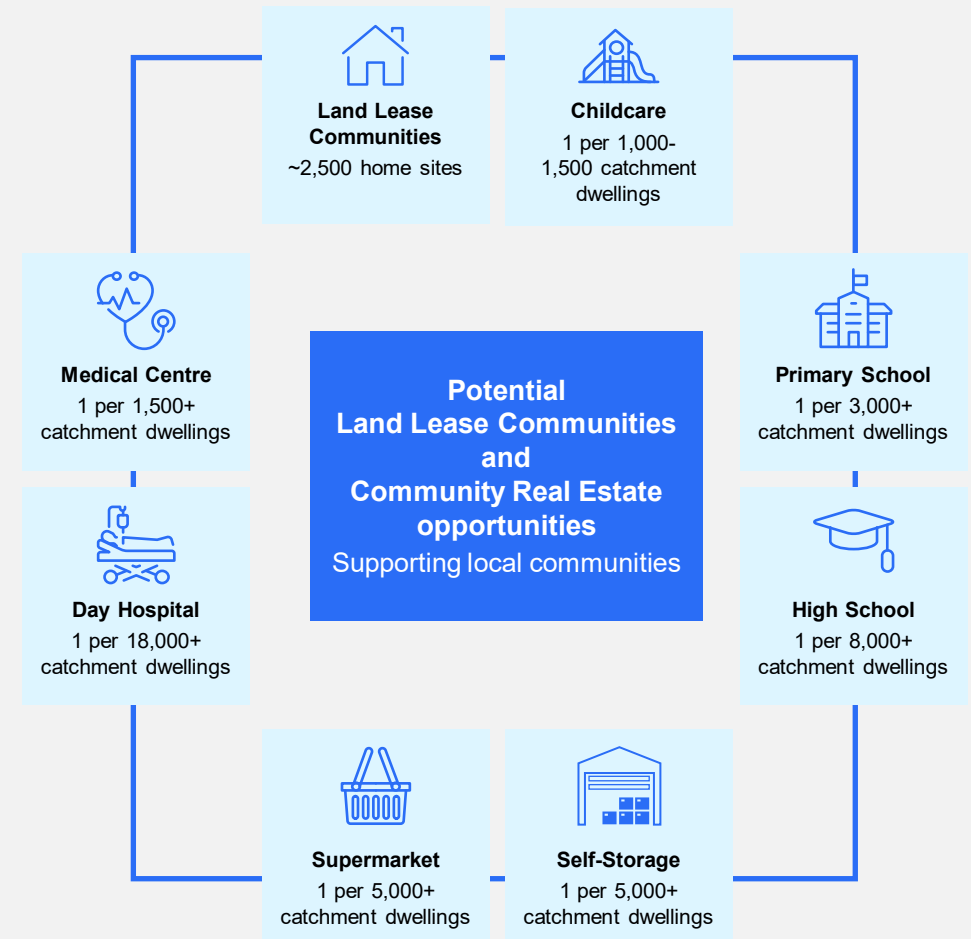 Land Lease
Communities
~2,500 home sites
Childcare
1 per 1,000-
1,500 catchment
dwellings
Medical Centre
1 per 1,500+
catchment dwellings
Primary School
1 per 3,000+
catchment dwellings
Potential
Land Lease Communities
and
Community Real Estate
opportunities
Supporting local communities
Day Hospital
1 per 18,000+
catchment dwellings
High School
1 per 8,000+
catchment dwellings
Supermarket
1 per 5,000+
catchment dwellings
Self-Storage
1 per 5,000+
catchment dwellings